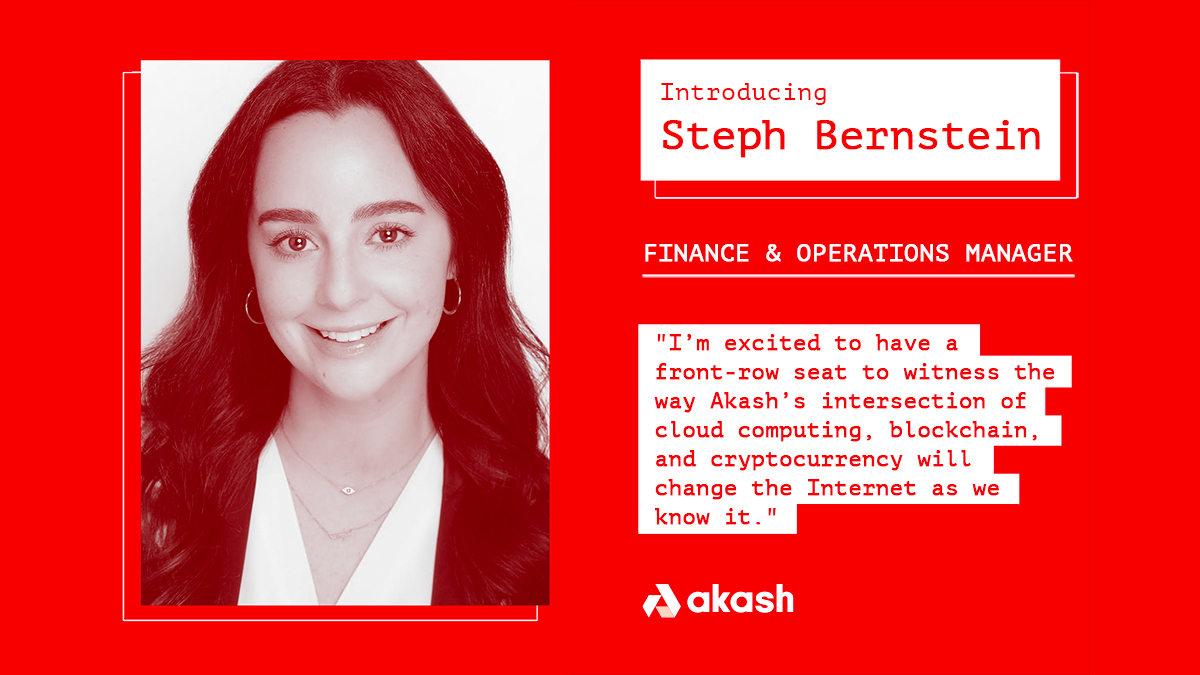 Introducing
Steph Bernstein
FINANCE & OPERATIONS MANAGER
"I’m excited to have a
front-row seat to witness the
way Akash’s intersection of
cloud computing, blockchain,
and cryptocurrency will
change the Internet as we
know it."
akash